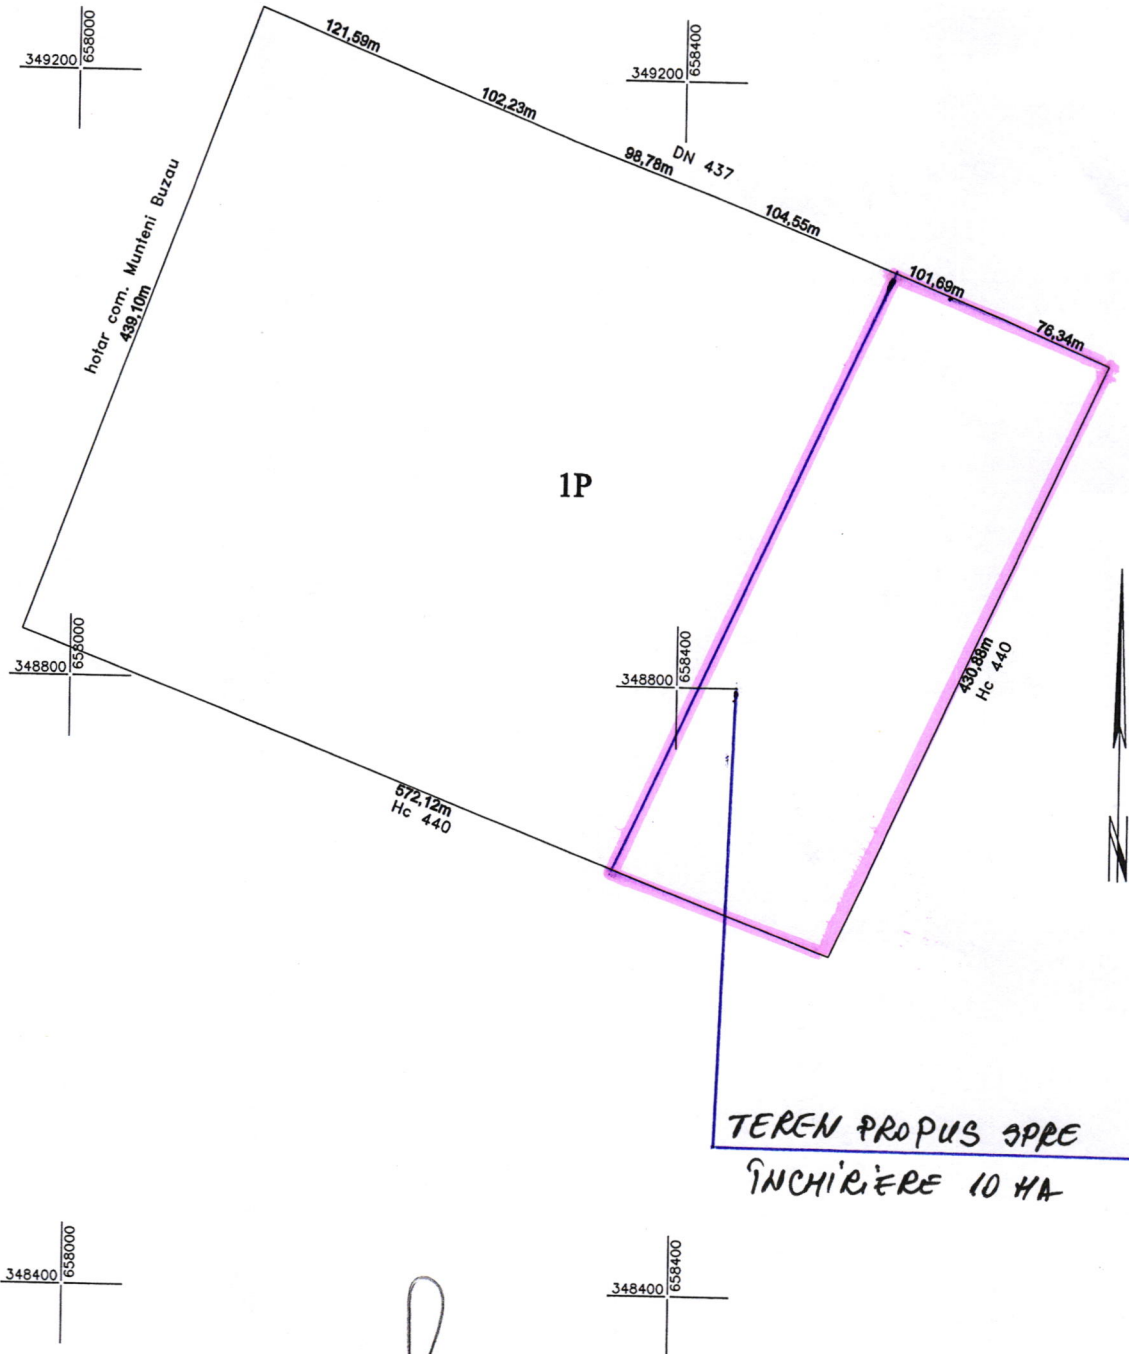 658000
349200
121,59m
102,23m
658400
349200
98,78m
DN 437
104,55m
101,69m
76,34m
hotar com. Munteni Buzau
439,10m
1P
658000
348800
658400
348800
430,88m
Hc 440
572,12m
Hc 440
N
TEREN PROPUS SPRE
ÎNCHIRIERE 10 HA
658000
348400
658400
348400